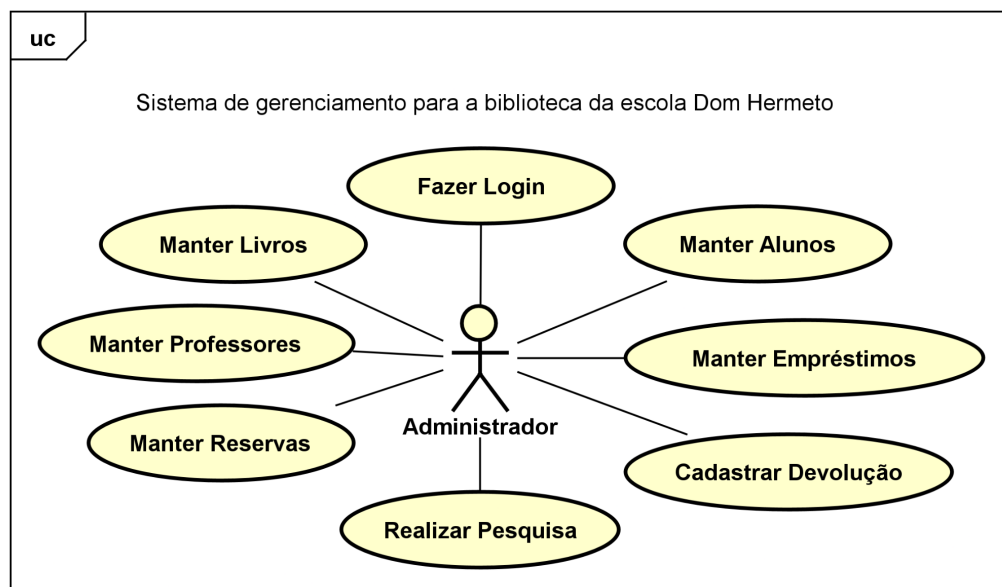 uc
Sistema de gerenciamento para a biblioteca da escola Dom Hermeto
Fazer Login
Manter Livros
Manter Alunos
Manter Professores
Manter Empréstimos
Manter Reservas
Administrador
Cadastrar Devolução
Realizar Pesquisa